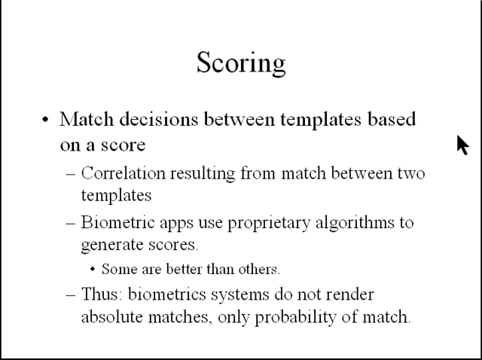 Scoring
• Match decisions between templates based
on a score
– Correlation resulting from match between two
templates
– Biometric apps use proprietary algorithms to
generate scores.
• Some are better than others.
– Thus: biometrics systems do not render
absolute matches, only probability of match.